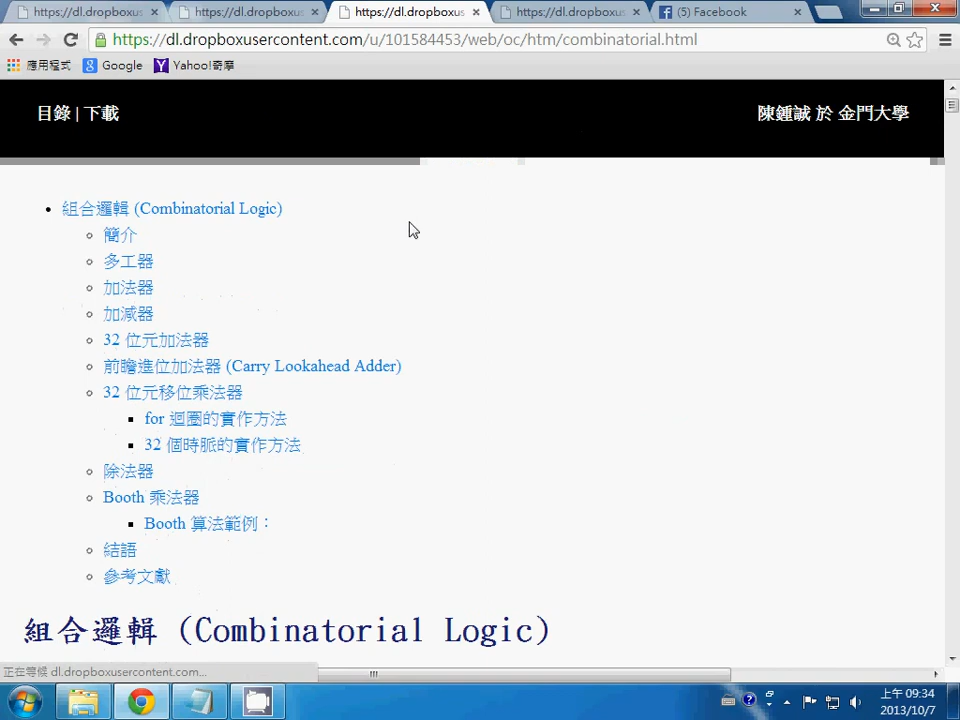 https://dl.dropboxus
https://dl.dropboxus
https://dl.dropboxus
https://dl.dropboxus
(5) Facebook
https://dl.dropboxusercontent.com/u/101584453/web/oc/htm/combinatorial.html
應用程式 Google Yahoo!奇摩
目錄 | 下載
陳鍾誠 於 金門大學
組合邏輯 (Combinatorial Logic)
簡介
多工器
加法器
加減器
32 位元加法器
前瞻進位加法器 (Carry Lookahead Adder)
32 位元移位乘法器
for 迴圈的實作方法
32 個時脈的實作方法
除法器
Booth 乘法器
Booth 算法範例：
結語
參考文獻
組合邏輯 (Combinatorial Logic)
正在等候 dl.dropboxusercontent.com...
上午 09:34
2013/10/7